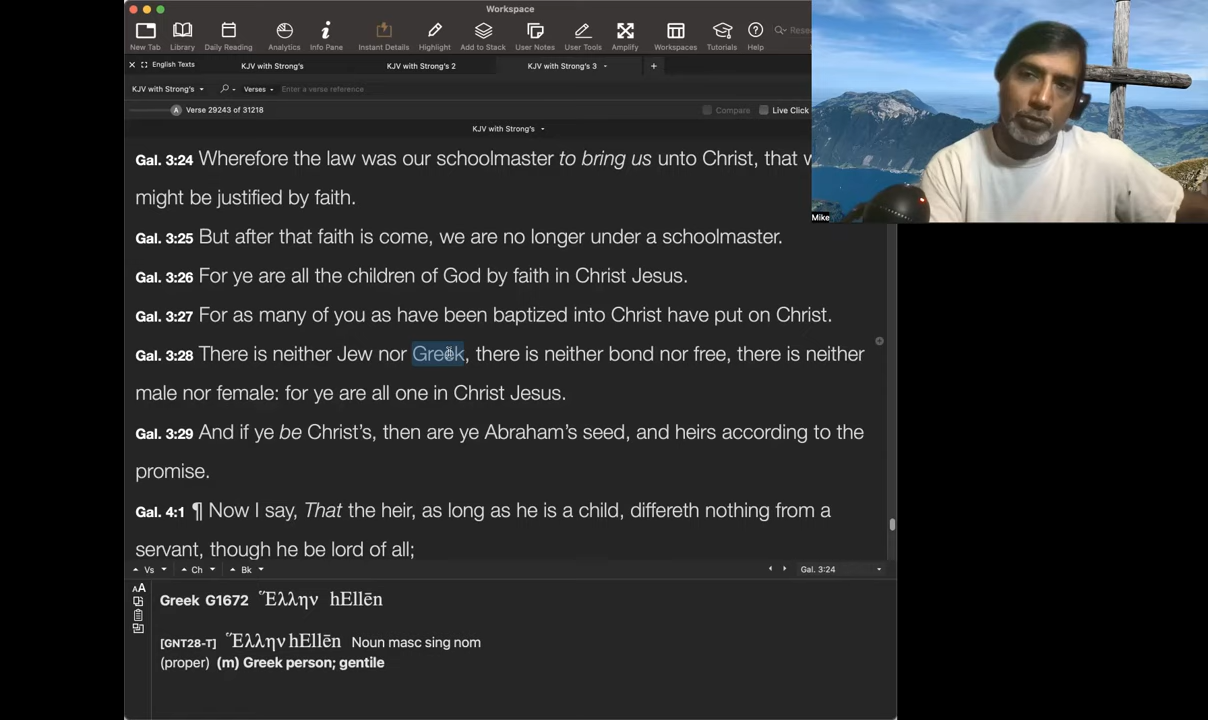 Workspace
New Tab Library Daily Reading Analytics Info Pane Instant Details Highlight Add to Stack User Notes User Tools Amplify Workspaces Tutorials Help
English Texts KJV with Strong's KJV with Strong's 2 KJV with Strong's 3
KJV with Strong's Verses Enter a verse reference
A Verse 29243 of 31218 Compare Live Click
KJV with Strong's
Gal. 3:24 Wherefore the law was our schoolmaster to bring us unto Christ, that
might be justified by faith.
Gal. 3:25 But after that faith is come, we are no longer under a schoolmaster.
Gal. 3:26 For ye are all the children of God by faith in Christ Jesus.
Gal. 3:27 For as many of you as have been baptized into Christ have put on Christ.
Gal. 3:28 There is neither Jew nor Greek, there is neither bond nor free, there is neither
male nor female: for ye are all one in Christ Jesus.
Gal. 3:29 And if ye be Christ's, then are ye Abraham's seed, and heirs according to the
promise.
Gal. 4:1 ¶ Now I say, That the heir, as long as he is a child, differeth nothing from a
servant, though he be lord of all;
Vs Ch Bk Gal. 3:24
AA
Greek G1672 Ἕλλην hEllēn
[GNT28-T] Ἕλλην hEllēn Noun masc sing nom
(proper) (m) Greek person; gentile
Mike